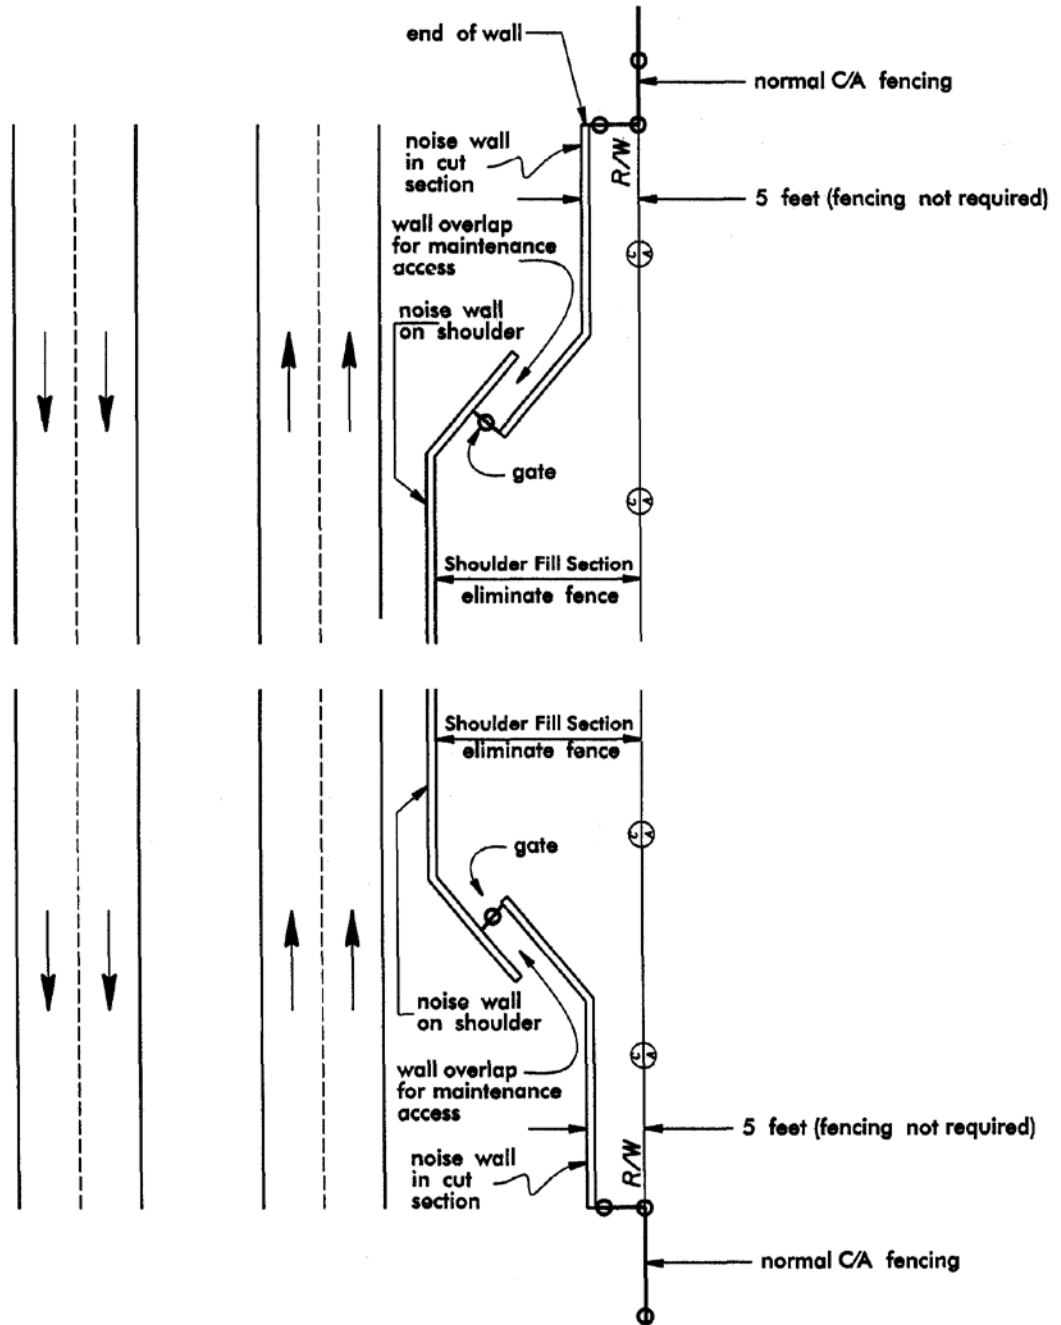 end of wall
normal C/A fencing
noise wall
in cut
section
R/W
5 feet (fencing not required)
wall overlap
for maintenance
access
C A
noise wall
on shoulder
gate
C A
Shoulder Fill Section
eliminate fence
Shoulder Fill Section
eliminate fence
C A
gate
noise wall
on shoulder
C A
wall overlap
for maintenance
access
5 feet (fencing not required)
noise wall
in cut
section
R/W
normal C/A fencing